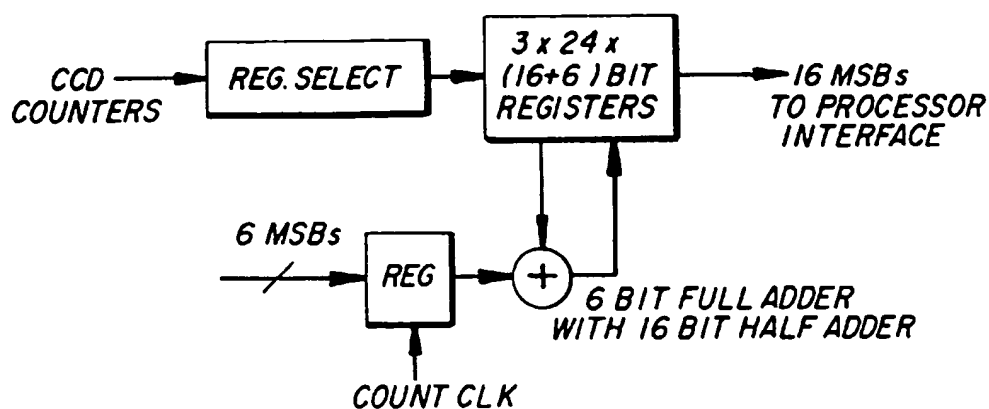 CCD
COUNTERS
REG. SELECT
3 x 24 x
(16+6) BIT
REGISTERS
16 MSBs
TO PROCESSOR
INTERFACE
6 MSBs
REG
+
6 BIT FULL ADDER
WITH 16 BIT HALF ADDER
COUNT CLK